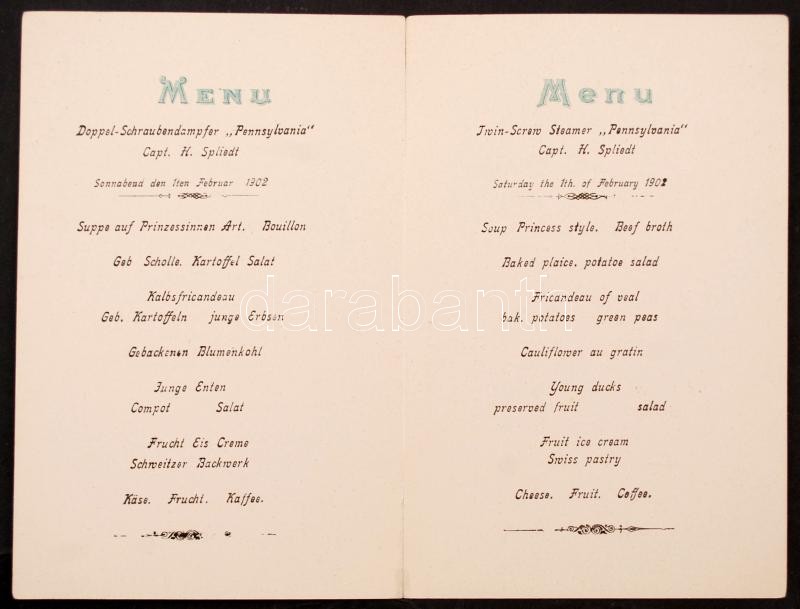 MENU
Doppel-Schraubendampfer „Pennsylvania"
Capt. H. Spliedt
Sonnabend den 1ten Februar 1902
Suppe auf Prinzessinnen Art. Bouillon
Geb Scholle. Kartoffel Salat
Kalbsfricandeau
Geb. Kartoffeln junge Erbsen
Gebackenen Blumenkohl
Junge Enten
Compot Salat
Frucht Eis Creme
Schweitzer Backwerk
Käse. Frucht. Kaffee.
Menu
Twin-Screw Steamer „Pennsylvania"
Capt. H. Spliedt
Saturday the 1th. of February 1902
Soup Princess style. Beef broth
Baked plaice. potatoe salad
Fricandeau of veal
bak. potatoes green peas
Cauliflower au gratin
Young ducks
preserved fruit salad
Fruit ice cream
Swiss pastry
Cheese. Fruit. Coffee.
darabanth